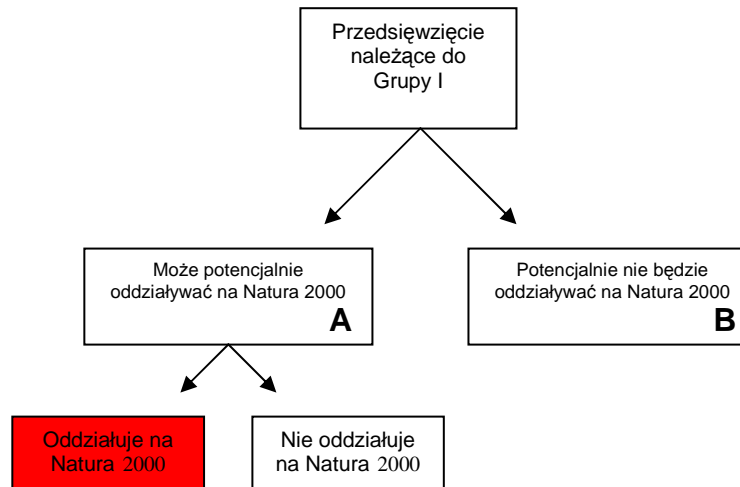 Przedsięwzięcie
należące do
Grupy I
Może potencjalnie
oddziaływać na Natura 2000
A
Potencjalnie nie będzie
oddziaływać na Natura 2000
B
Oddziałuje na
Natura 2000
Nie oddziałuje
na Natura 2000